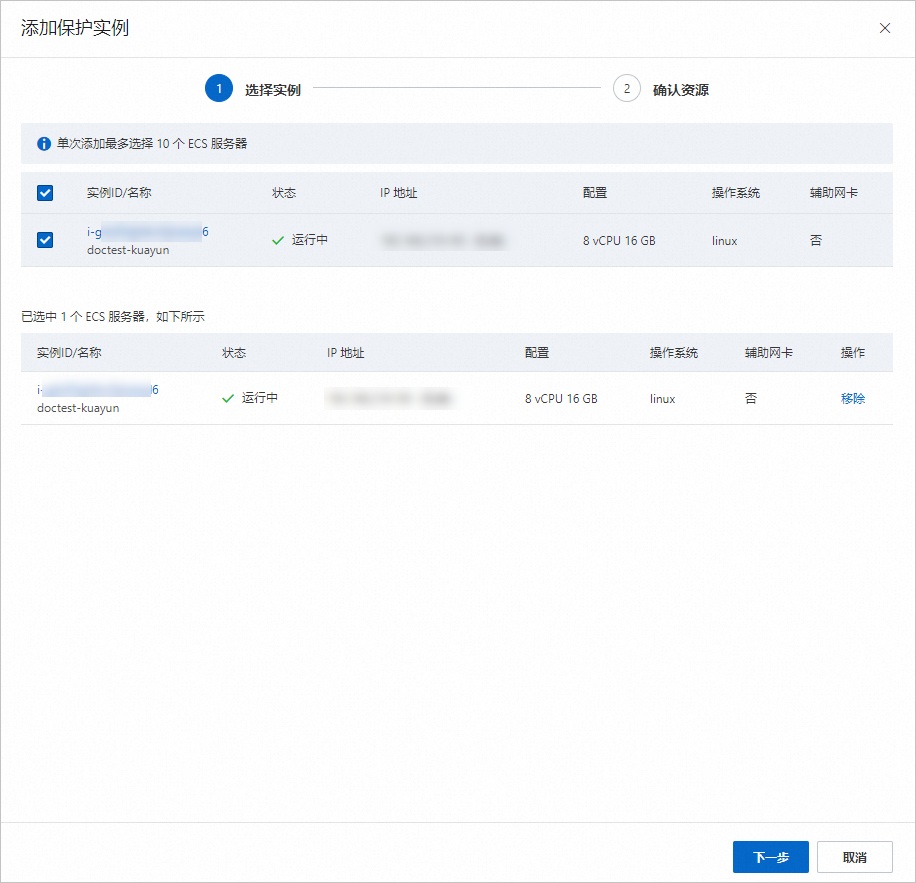 添加保护实例
1 选择实例 2 确认资源
单次添加最多选择 10 个 ECS 服务器
实例ID/名称 状态 IP 地址 配置 操作系统 辅助网卡
运行中 8 vCPU 16 GB linux 否
doctest-kuayun
已选中 1 个 ECS 服务器，如下所示
实例ID/名称 状态 IP 地址 配置 操作系统 辅助网卡 操作
运行中 8 vCPU 16 GB linux 否 移除
doctest-kuayun
下一步 取消